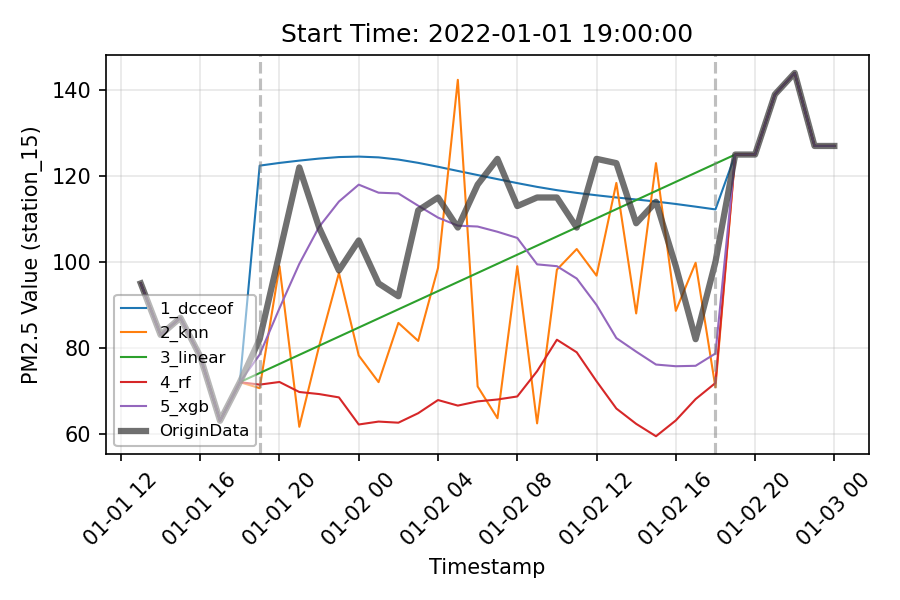 Start Time: 2022-01-01 19:00:00
PM2.5 Value (station_15)
140
120
100
80
60
1_dcceof
2_knn
3_linear
4_rf
5_xgb
OriginData
01-01 12
01-01 16
01-01 20
01-02 00
01-02 04
01-02 08
01-02 12
01-02 16
01-02 20
01-03 00
Timestamp